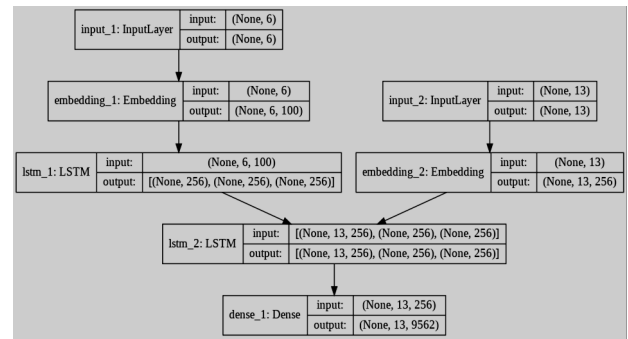 input_1: InputLayer input: (None, 6)
output: (None, 6)
embedding_1: Embedding input: (None, 6)
output: (None, 6, 100)
input_2: InputLayer input: (None, 13)
output: (None, 13)
lstm_1: LSTM input: (None, 6, 100)
output: [(None, 256), (None, 256), (None, 256)]
embedding_2: Embedding input: (None, 13)
output: (None, 13, 256)
lstm_2: LSTM input: [(None, 13, 256), (None, 256), (None, 256)]
output: [(None, 13, 256), (None, 256), (None, 256)]
dense_1: Dense input: (None, 13, 256)
output: (None, 13, 9562)